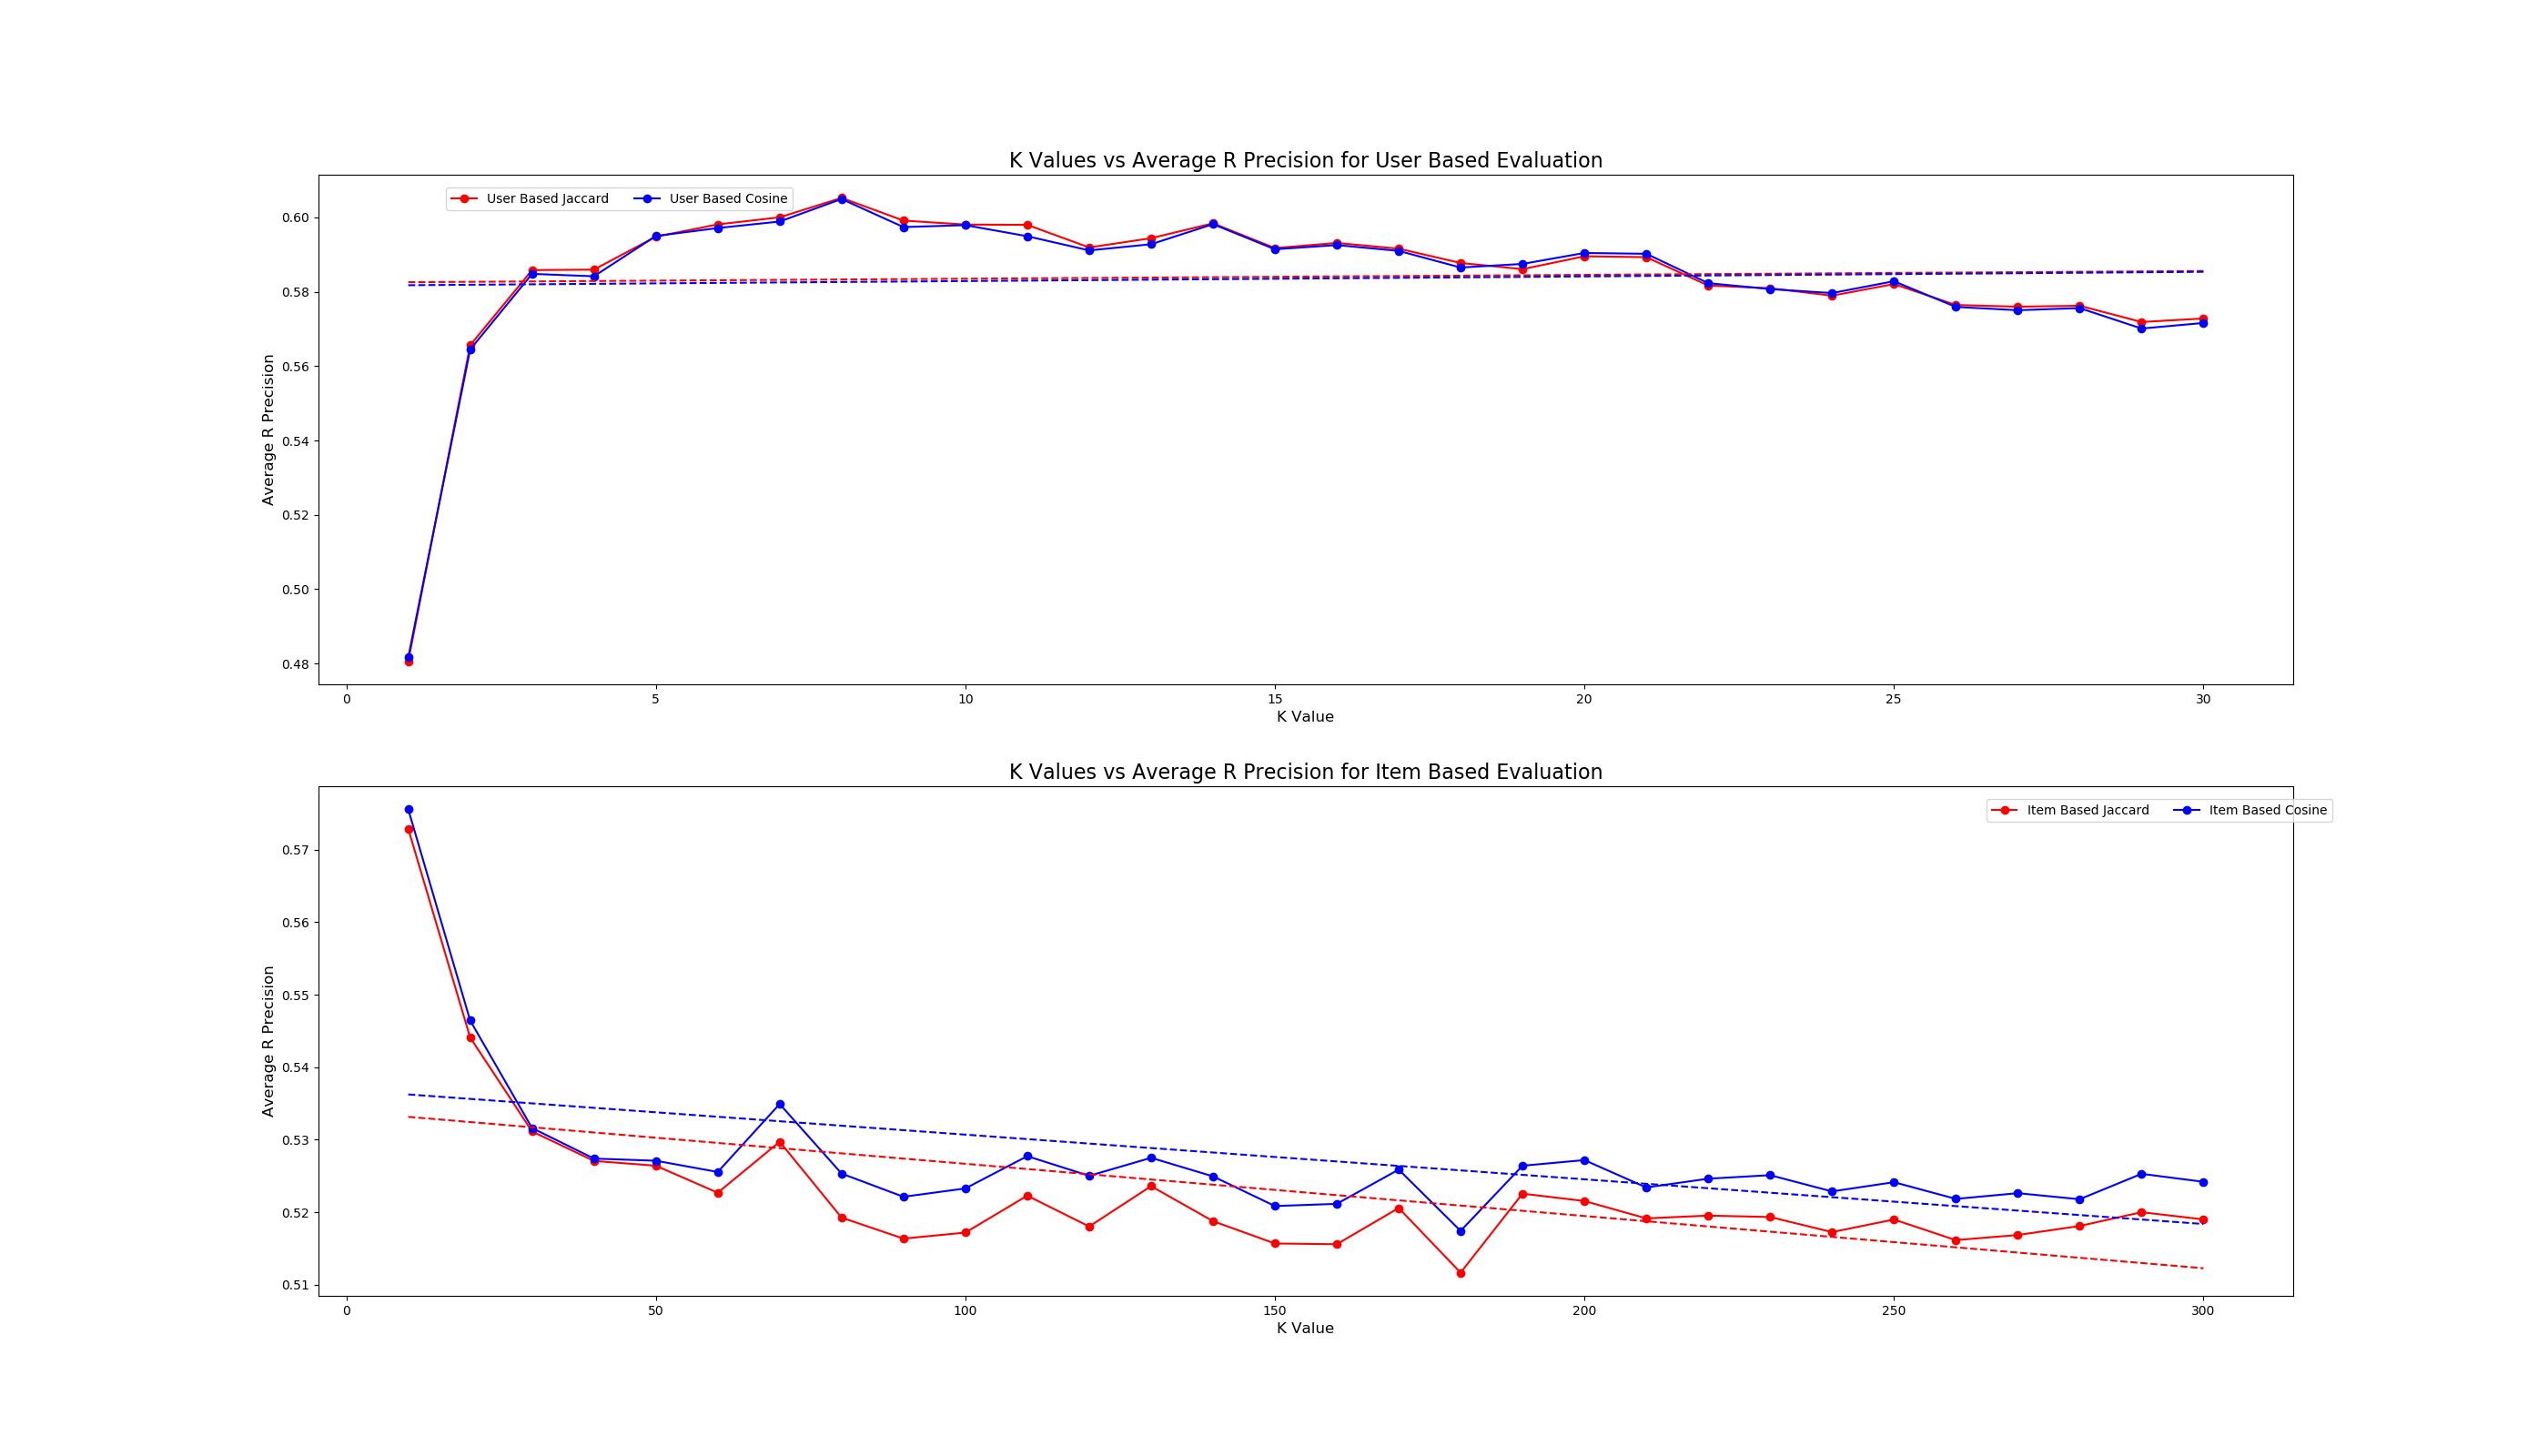 K Values vs Average R Precision for User Based Evaluation
User Based Jaccard User Based Cosine
0.60
0.58
0.56
0.54
0.52
0.50
0.48
Average R Precision
0 5 10 15 20 25 30
K Value
K Values vs Average R Precision for Item Based Evaluation
Item Based Jaccard Item Based Cosine
0.57
0.56
0.55
0.54
0.53
0.52
0.51
Average R Precision
0 50 100 150 200 250 300
K Value